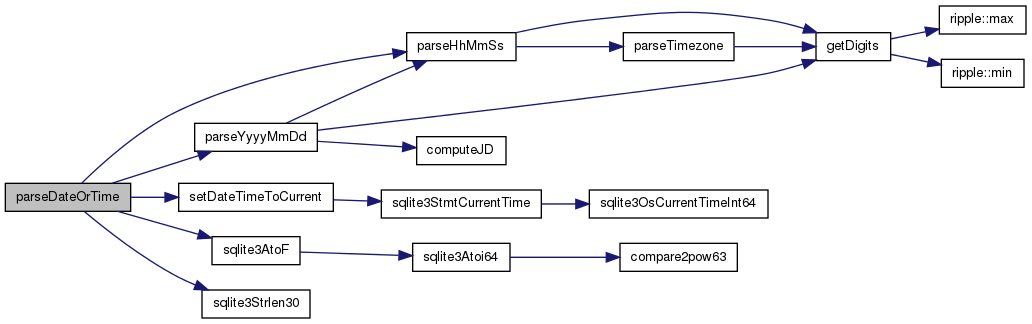 ripple::max
parseHhMmSs
parseTimezone
getDigits
ripple::min
parseYyyyMmDd
computeJD
parseDateOrTime
setDateTimeToCurrent
sqlite3StmtCurrentTime
sqlite3OsCurrentTimeInt64
sqlite3AtoF
sqlite3Atoi64
compare2pow63
sqlite3Strlen30